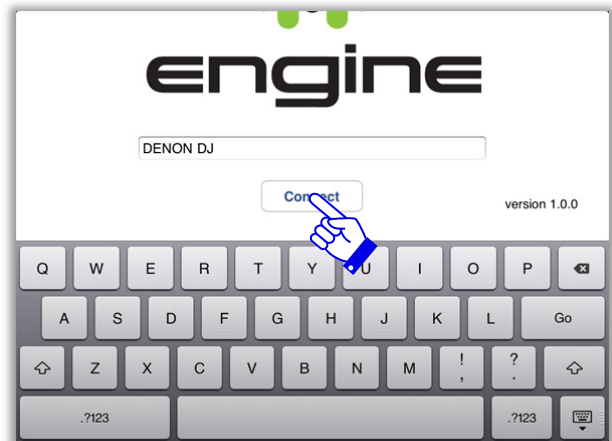 engine
DENON DJ
Connect
version 1.0.0
Q W E R T Y U I O P
A S D F G H J K L Go
Z X C V B N M ! , ? .
.?123 .?123